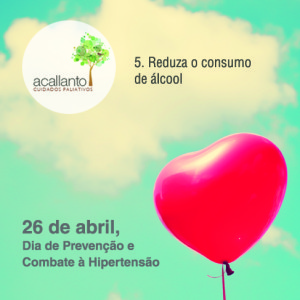 acallanto
CUIDADOS PALIATIVOS
5. Reduza o consumo
de álcool
26 de abril,
Dia de Prevenção e
Combate à Hipertensão